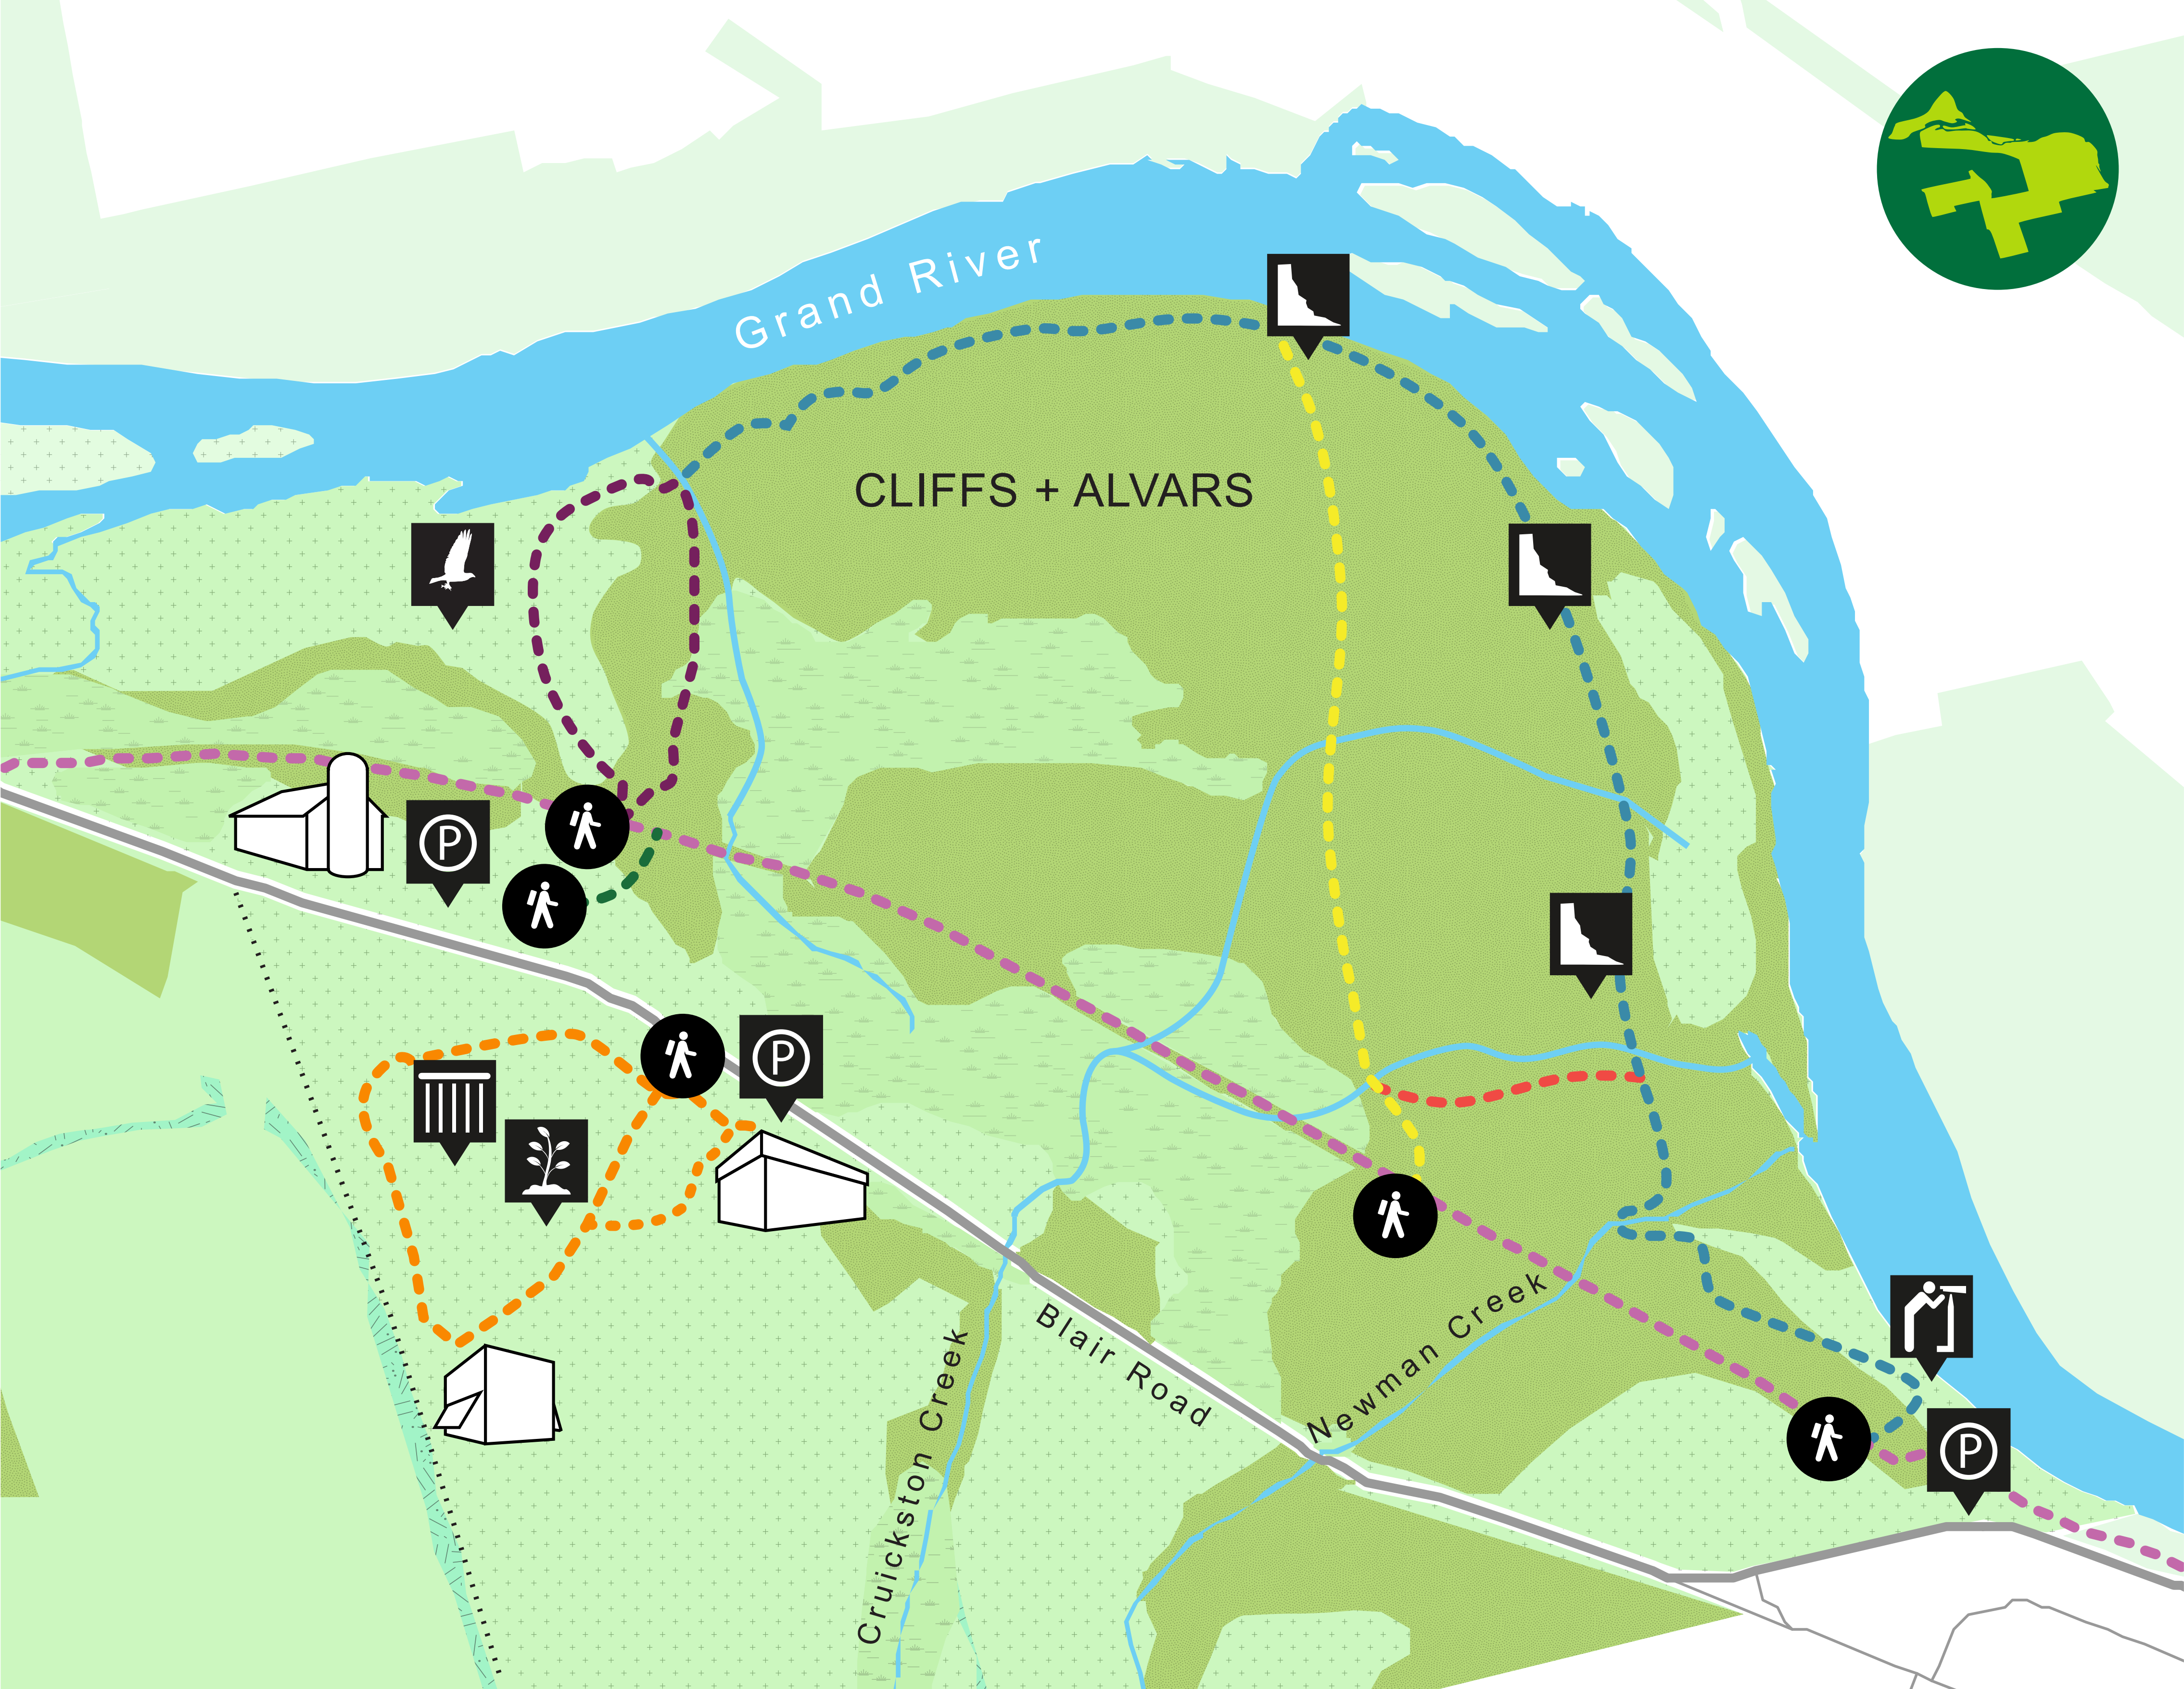 Grand River
CLIFFS + ALVARS
P
P
Blair Road
Newman Creek
Cruickston Creek
P